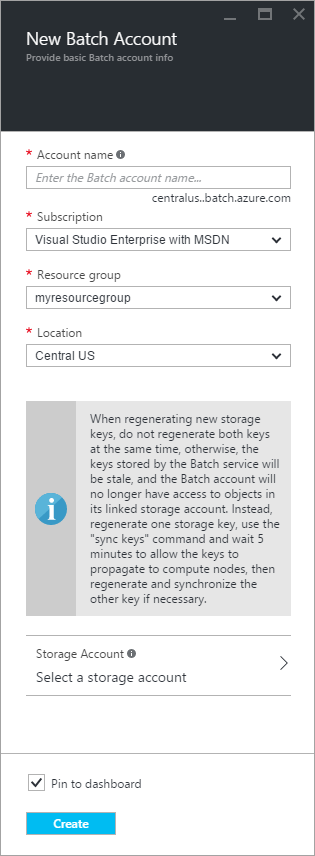 New Batch Account
Provide basic Batch account info
* Account name
Enter the Batch account name...
centralus..batch.azure.com
* Subscription
Visual Studio Enterprise with MSDN
* Resource group
myresourcegroup
* Location
Central US
When regenerating new storage
keys, do not regenerate both keys
at the same time, otherwise, the
keys stored by the Batch service will
be stale, and the Batch account will
no longer have access to objects in
its linked storage account. Instead,
regenerate one storage key, use the
"sync keys" command and wait 5
minutes to allow the keys to
propagate to compute nodes, then
regenerate and synchronize the
other key if necessary.
Storage Account
Select a storage account
Pin to dashboard
Create